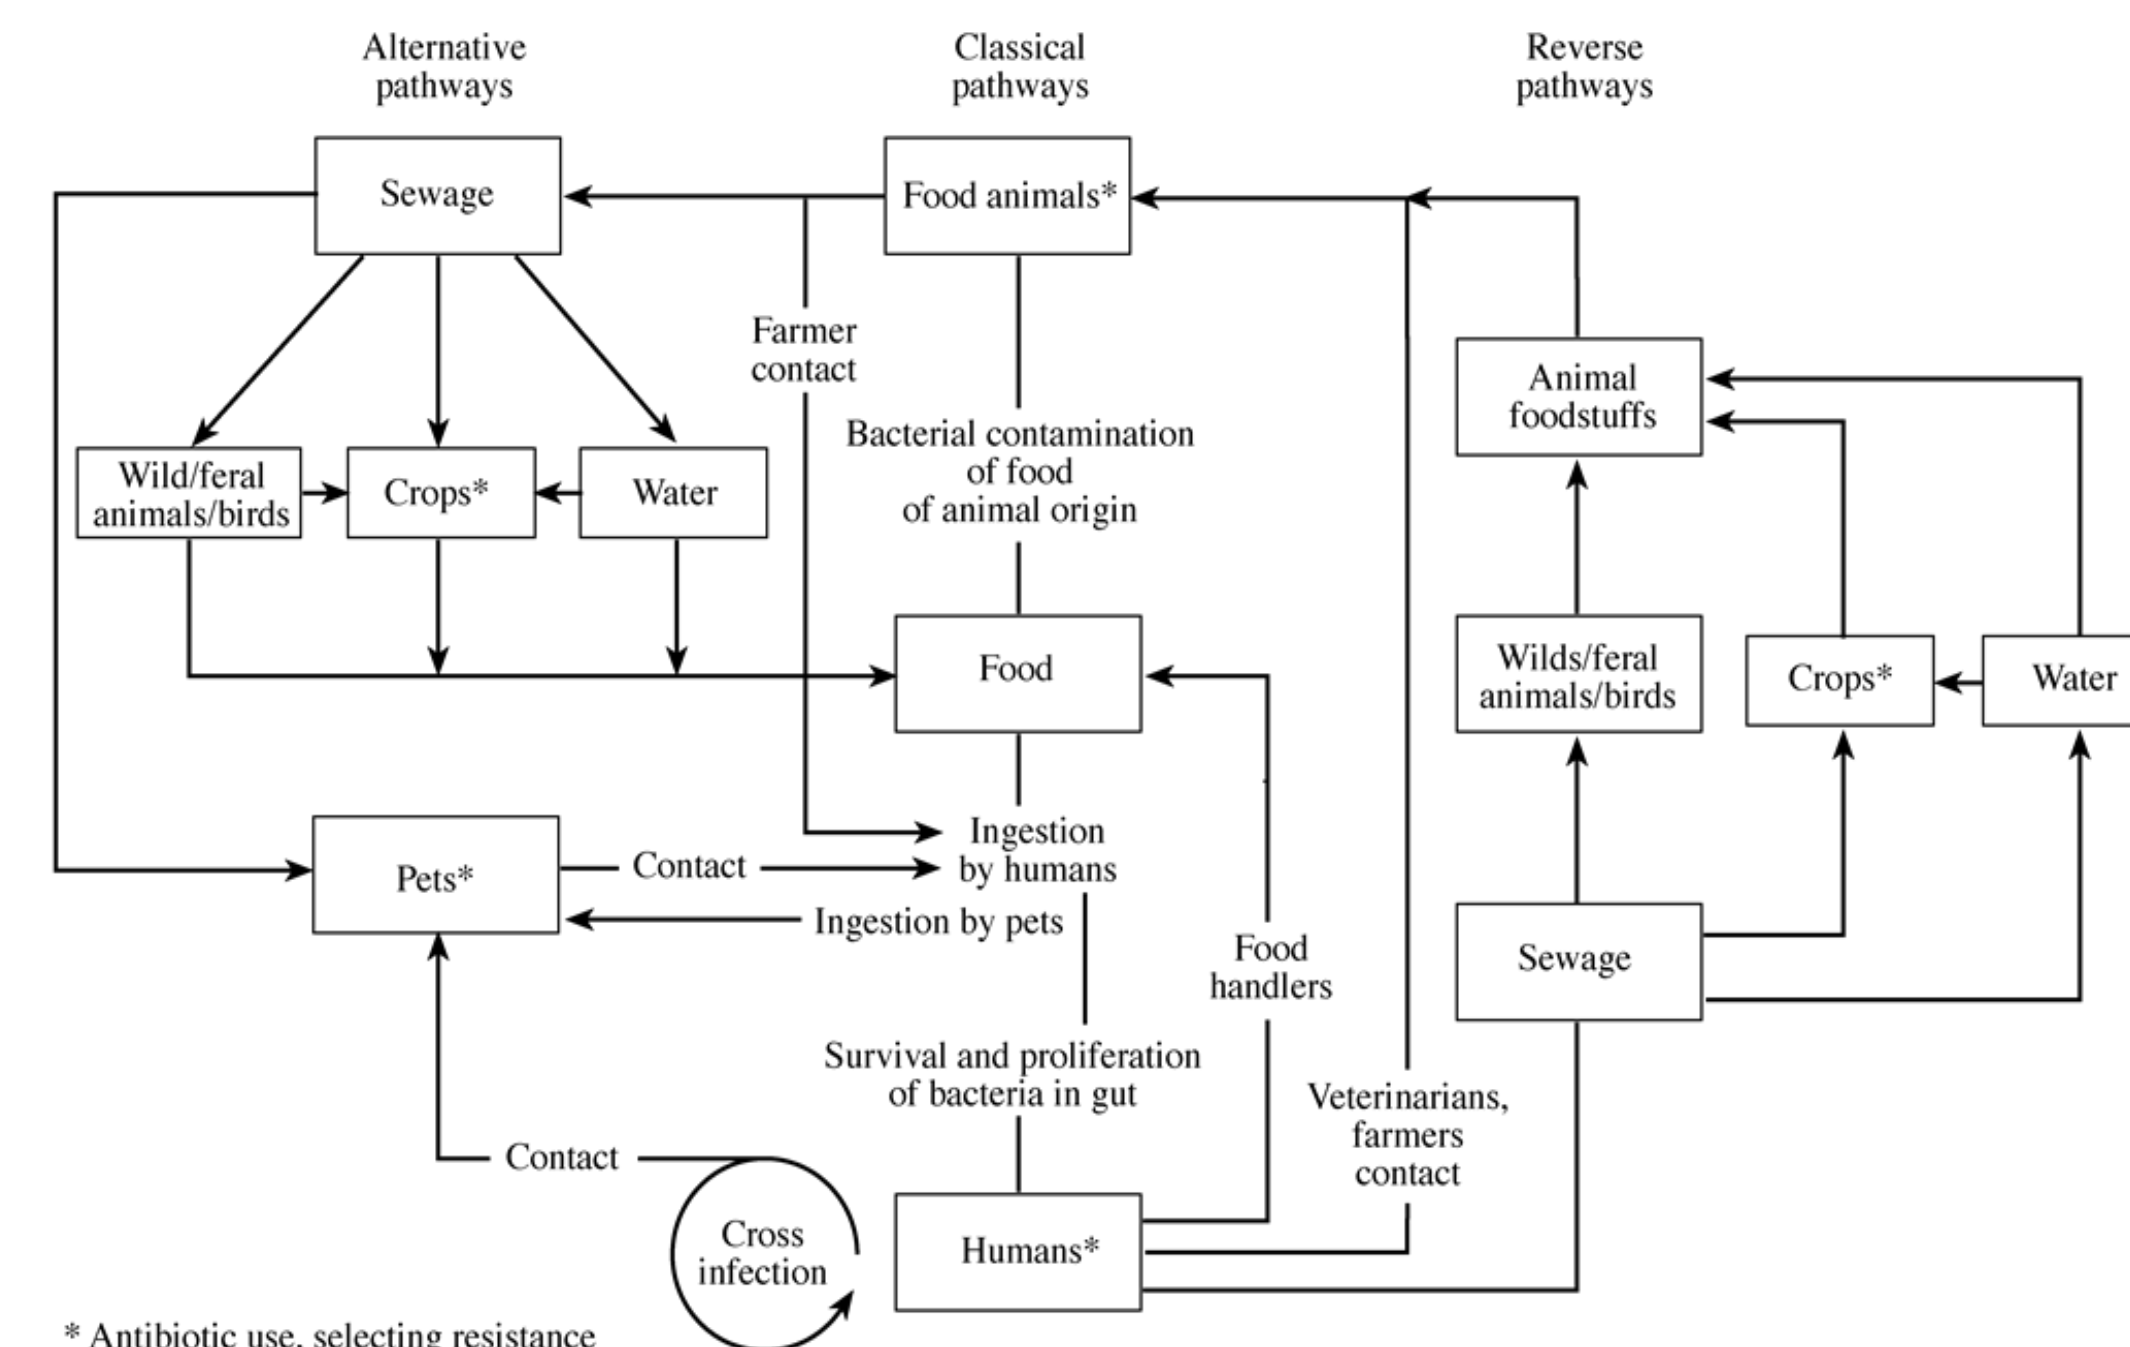 Alternative
pathways
Classical
pathways
Reverse
pathways
Sewage
Food animals*
Farmer
contact
Animal
foodstuffs
Bacterial contamination
of food
of animal origin
Wild/feral
animals/birds
Crops*
Water
Food
Wilds/feral
animals/birds
Crops*
Water
Ingestion
by humans
Pets*
Contact
Ingestion by pets
Food
handlers
Sewage
Survival and proliferation
of bacteria in gut
Veterinarians,
farmers
contact
Contact
Cross
infection
Humans*
* Antibiotic use, selecting resistance